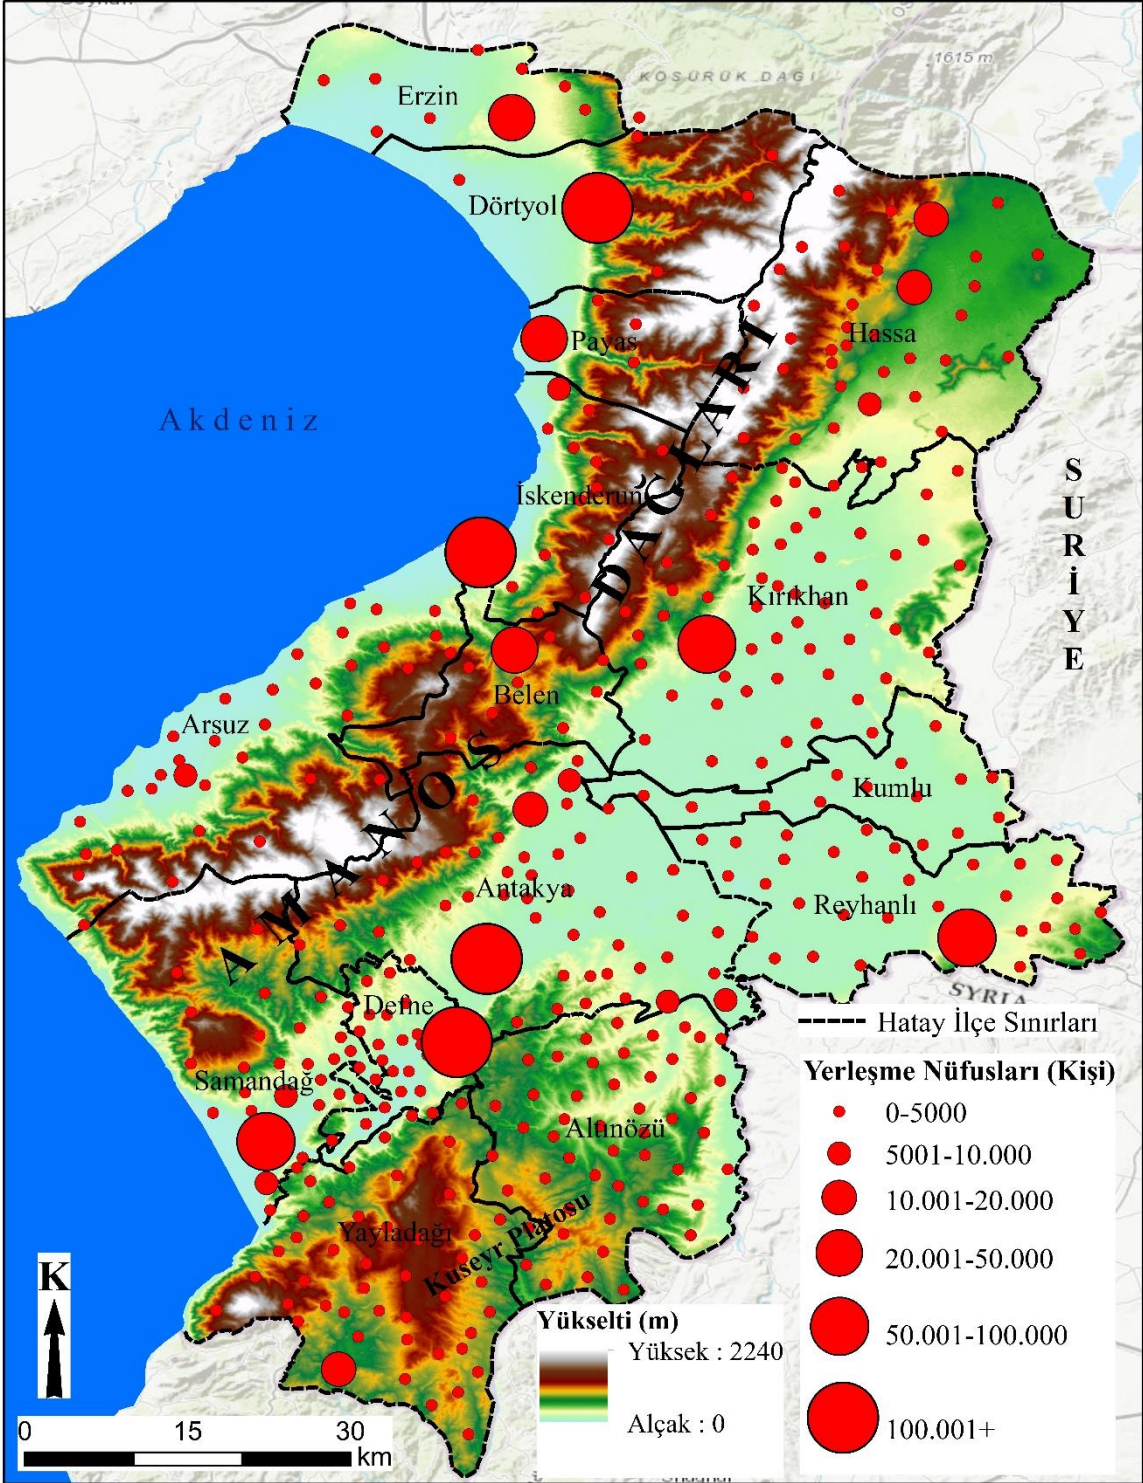 1615 m
KÖSÜRÜK DAĞI
Erzin
Dörtyol
Payas
Hassa
Akdeniz
İskenderun
SURİYE
AMANOS DAĞLARI
Kırıkhan
Belen
Arsuz
Kumlu
Antakya
Reyhanlı
Defne
SYRIA
Samandağ
Altınözü
Yayladağı
Kuseyr Platosu
Hatay İlçe Sınırları
Yerleşme Nüfusları (Kişi)
0-5000
5001-10.000
10.001-20.000
20.001-50.000
50.001-100.000
100.001+
K
Yükselti (m)
Yüksek : 2240
Alçak : 0
0 15 30
km